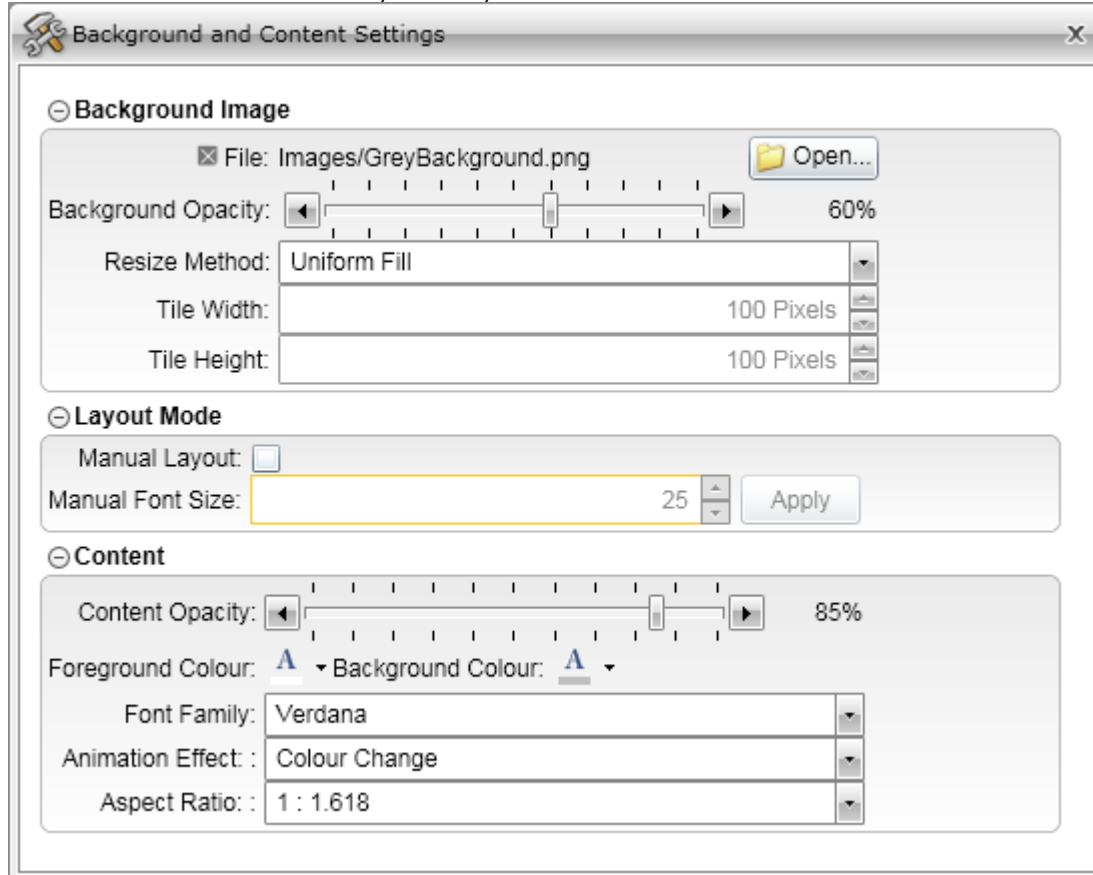 Background and Content Settings x
Background Image
File: Images/GreyBackground.png Open...
Background Opacity: 60%
Resize Method: Uniform Fill
Tile Width: 100 Pixels
Tile Height: 100 Pixels
Layout Mode
Manual Layout:
Manual Font Size: 25 Apply
Content
Content Opacity: 85%
Foreground Colour: A Background Colour: A
Font Family: Verdana
Animation Effect: : Colour Change
Aspect Ratio: : 1 : 1.618